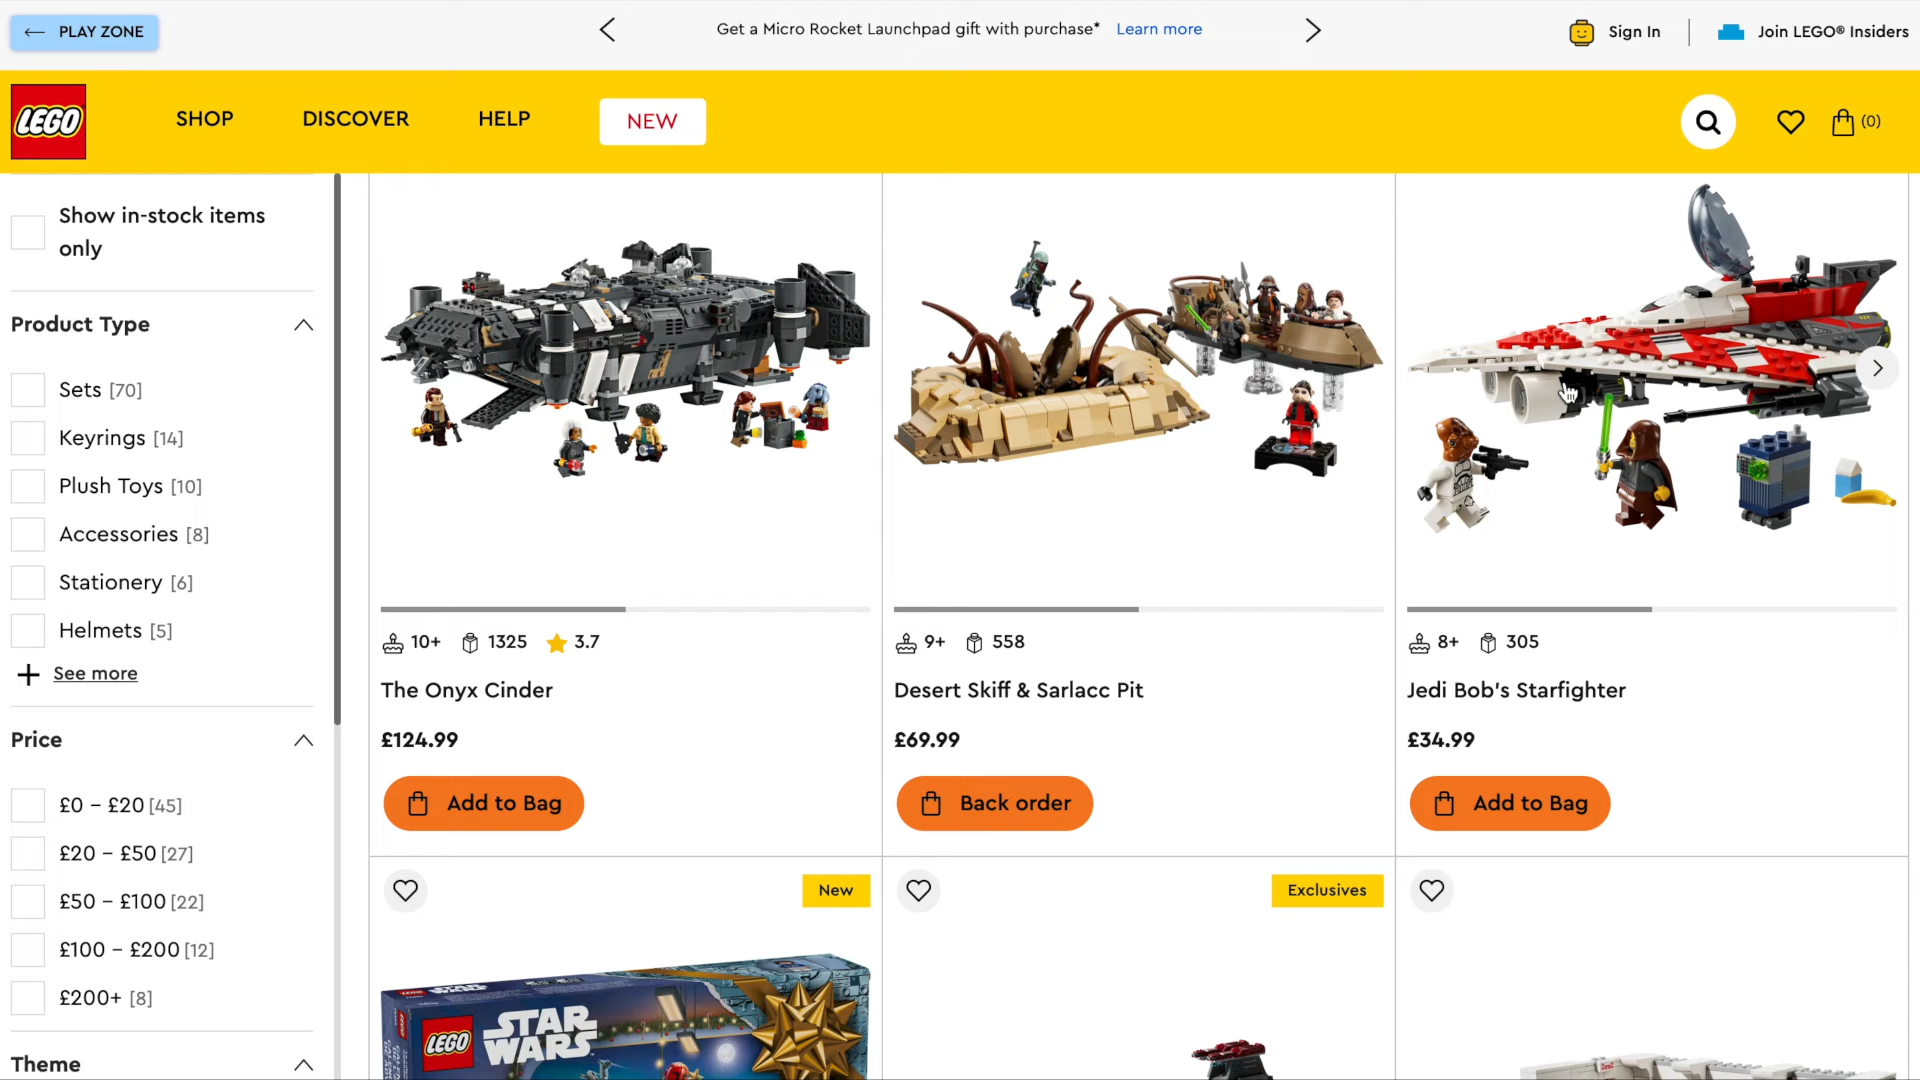 PLAY ZONE
Get a Micro Rocket Launchpad gift with purchase* Learn more
Sign In
Join LEGO® Insiders
LEGO
SHOP
DISCOVER
HELP
NEW
(0)
Show in-stock items
only
Product Type
Sets [70]
Keyrings [14]
Plush Toys [10]
Accessories [8]
Stationery [6]
Helmets [5]
See more
Price
£0 – £20 [45]
£20 – £50 [27]
£50 – £100 [22]
£100 – £200 [12]
£200+ [8]
Theme
10+ 1325 3.7
The Onyx Cinder
£124.99
Add to Bag
9+ 558
Desert Skiff & Sarlacc Pit
£69.99
Back order
8+ 305
Jedi Bob's Starfighter
£34.99
Add to Bag
New
LEGO
STAR
WARS
Exclusives